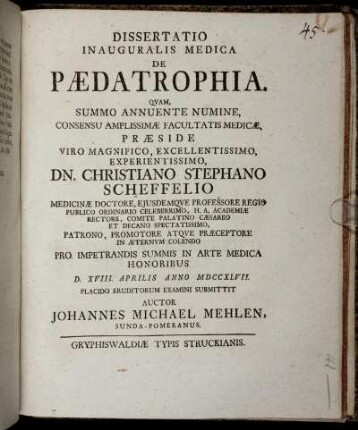 45
DISSERTATIO
INAUGURALIS MEDICA
DE
PÆDATROPHIA.
QVAM,
SUMMO ANNUENTE NUMINE,
CONSENSU AMPLISSIMÆ FACULTATIS MEDICÆ,
PRÆSIDE
VIRO MAGNIFICO, EXCELLENTISSIMO,
EXPERIENTISSIMO,
DN. CHRISTIANO STEPHANO
SCHEFFELIO
MEDICINÆ DOCTORE, EJUSDEMQVE PROFESSORE REGIO
PUBLICO ORDINARIO CELEBERRIMO, H. A. ACADEMIÆ
RECTORE, COMITE PALATINO CÆSAREO
ET DECANO SPECTATISSIMO,
PATRONO, PROMOTORE ATQVE PRÆCEPTORE
IN ÆTERNVM COLENDO
PRO IMPETRANDIS SUMMIS IN ARTE MEDICA
HONORIBUS
D. XVIII. APRILIS ANNO MDCCXLVII.
PLACIDO ERUDITORUM EXAMINI SUBMITTIT
AUCTOR
JOHANNES MICHAEL MEHLEN,
SUNDA-POMERANUS.
GRYPHISWALDIÆ TYPIS STRUCKIANIS.